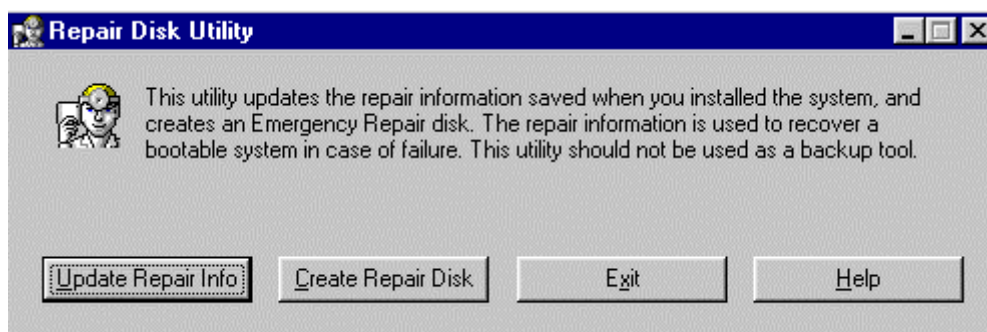 Repair Disk Utility
This utility updates the repair information saved when you installed the system, and
creates an Emergency Repair disk. The repair information is used to recover a
bootable system in case of failure. This utility should not be used as a backup tool.
Update Repair Info Create Repair Disk Exit Help